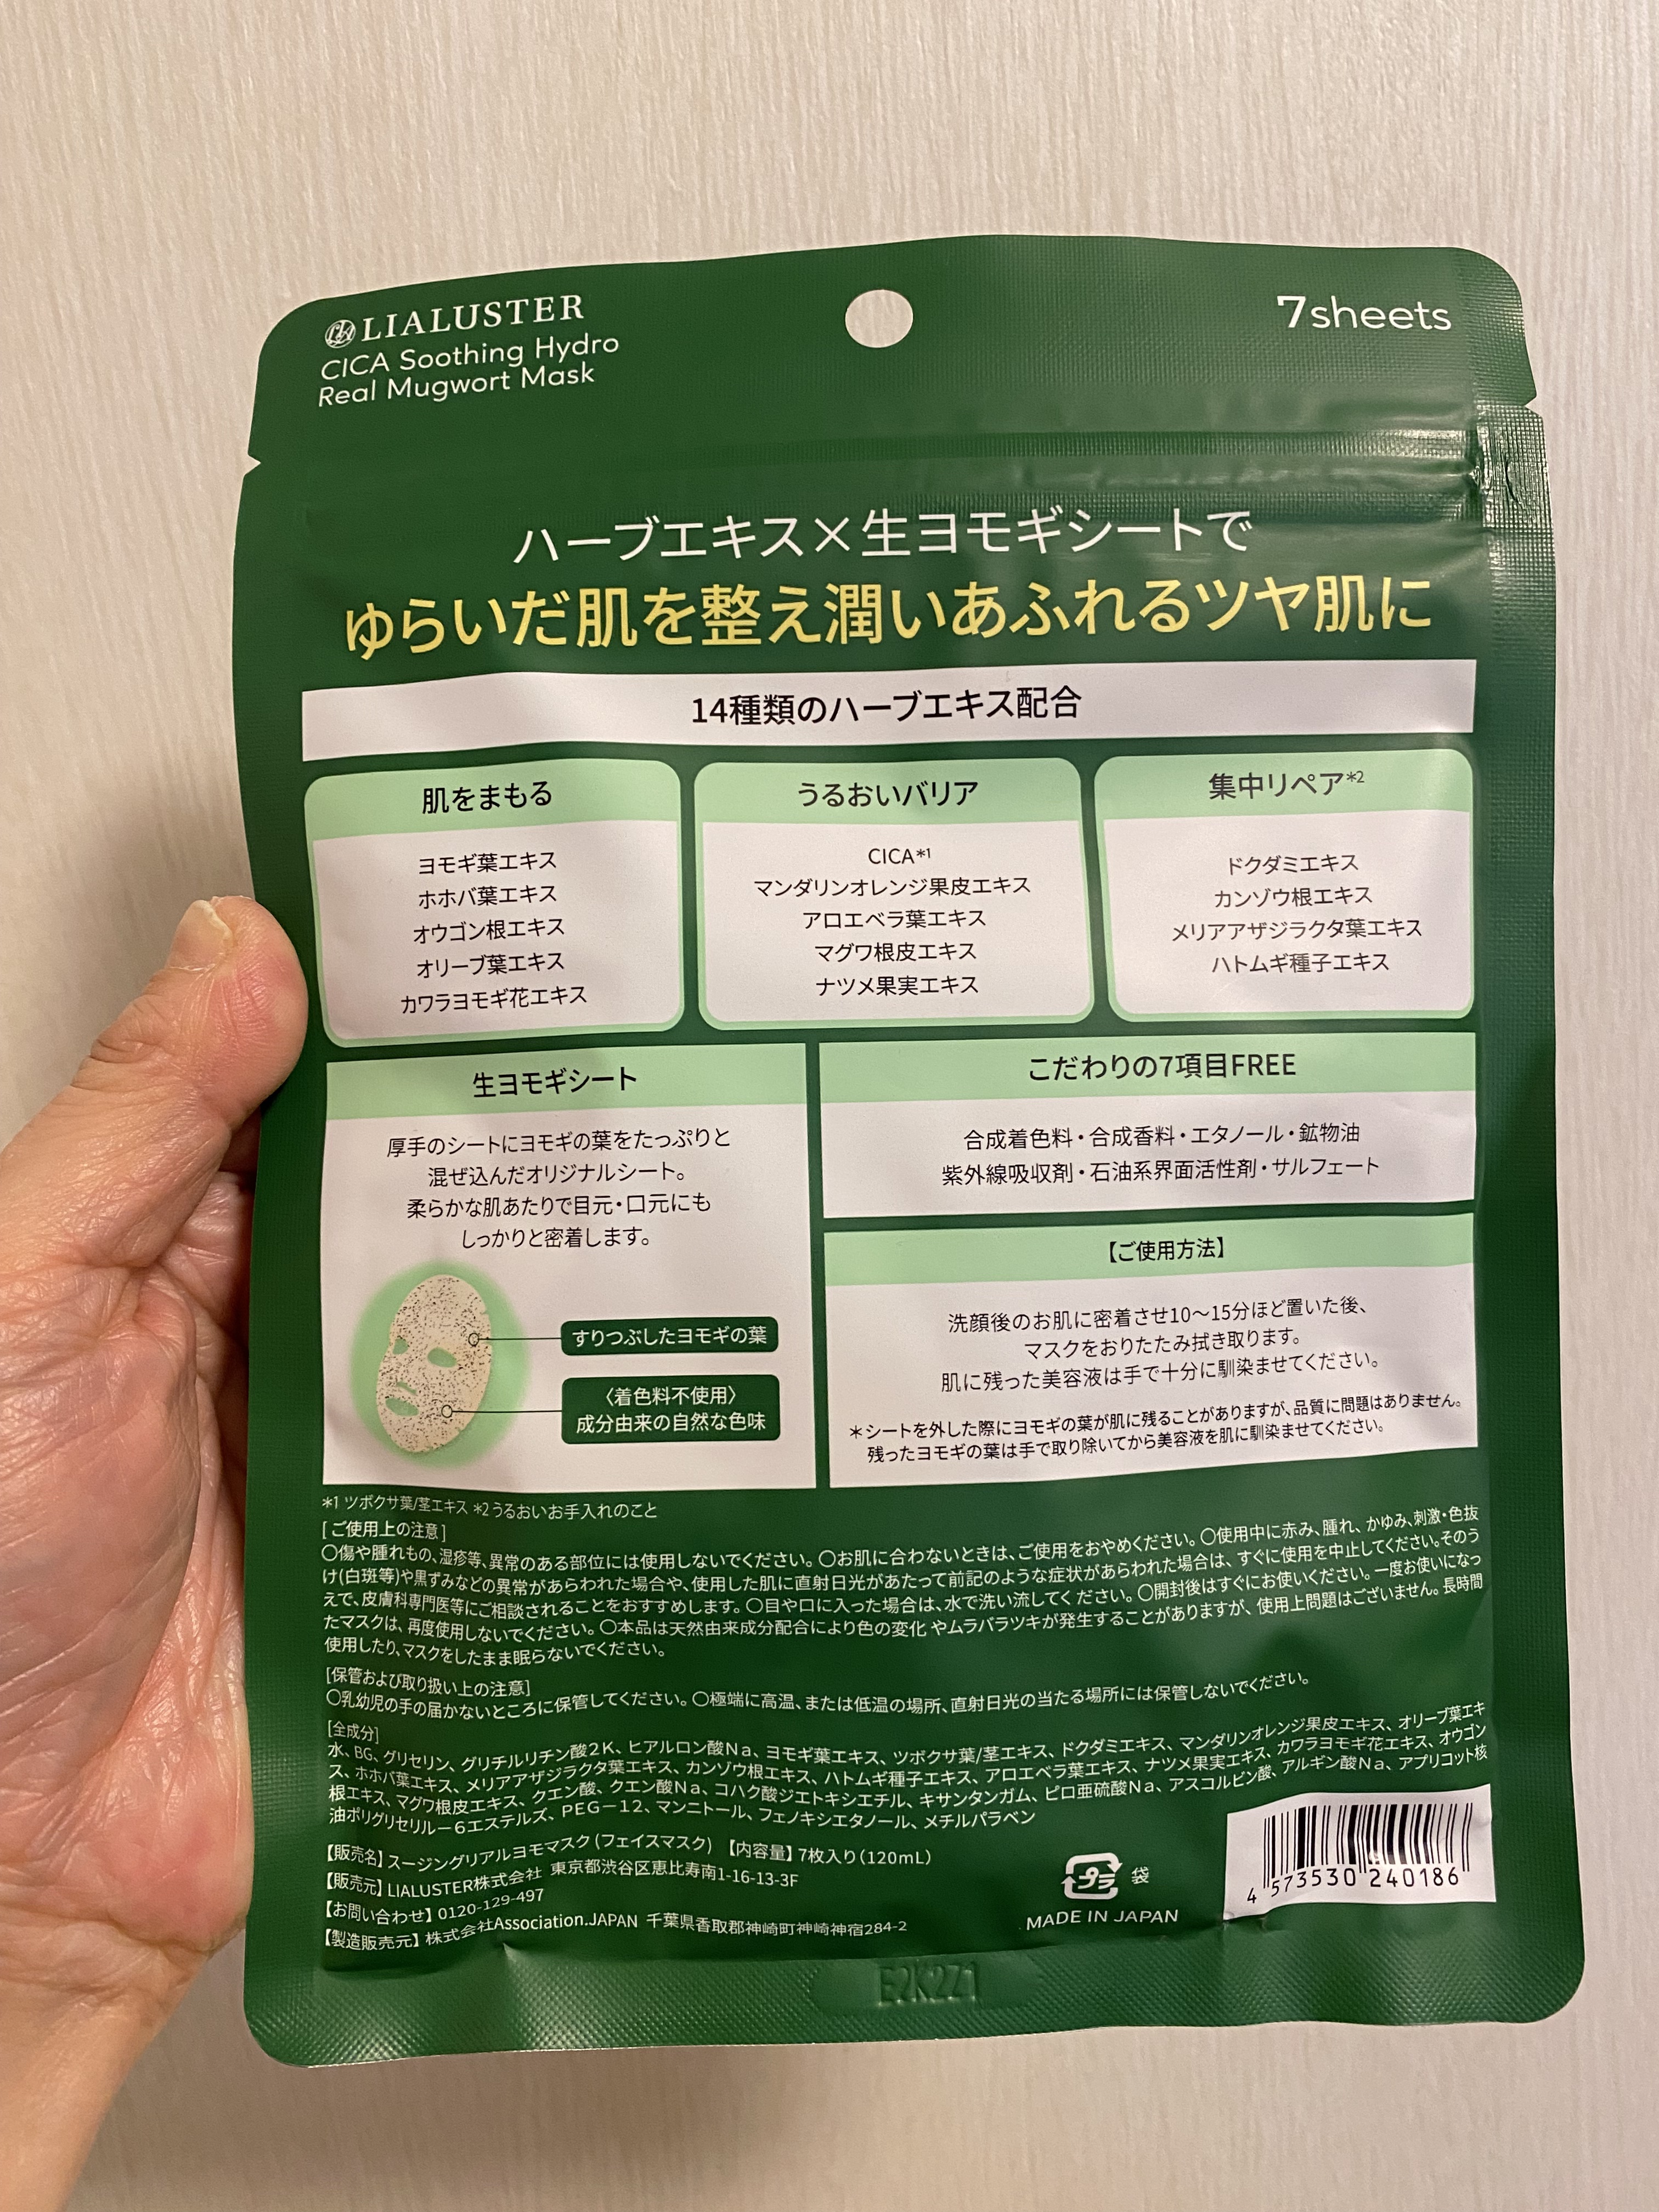 LIALUSTER
CICA Soothing Hydro
Real Mugwort Mask
7sheets
ハーブエキス×生ヨモギシートで
ゆらいだ肌を整え潤いあふれるツヤ肌に
14種類のハーブエキス配合
肌をまもる
ヨモギ葉エキス
ホホバ葉エキス
オウゴン根エキス
オリーブ葉エキス
カワラヨモギ花エキス
うるおいバリア
CICA*1
マンダリンオレンジ果皮エキス
アロエベラ葉エキス
マグワ根皮エキス
ナツメ果実エキス
集中リペア*2
ドクダミエキス
カンゾウ根エキス
メリアアザジラクタ葉エキス
ハトムギ種子エキス
生ヨモギシート
厚手のシートにヨモギの葉をたっぷりと
混ぜ込んだオリジナルシート。
柔らかな肌あたりで目元・口元にも
しっかりと密着します。
すりつぶしたヨモギの葉
〈着色料不使用〉
成分由来の自然な色味
こだわりの7項目FREE
合成着色料・合成香料・エタノール・鉱物油
紫外線吸収剤・石油系界面活性剤・サルフェート
【ご使用方法】
洗顔後のお肌に密着させ10〜15分ほど置いた後、
マスクをおりたたみ拭き取ります。
肌に残った美容液は手で十分に馴染ませてください。
*シートを外した際にヨモギの葉が肌に残ることがありますが、品質に問題はありません。
残ったヨモギの葉は手で取り除いてから美容液を肌に馴染ませてください。
*1 ツボクサ葉/茎エキス *2うるおいお手入れのこと
[ご使用上の注意]
〇傷や腫れもの、湿疹等、異常のある部位には使用しないでください。〇お肌に合わないときは、ご使用をおやめください。〇使用中に赤み、腫れ、かゆみ、刺激・色抜
け(白斑等)や黒ずみなどの異常があらわれた場合や、使用した肌に直射日光があたって前記のような症状があらわれた場合は、すぐに使用を中止してください。そのう
えで、皮膚科専門医等にご相談されることをおすすめします。〇目や口に入った場合は、水で洗い流してください。〇開封後はすぐにお使いください。一度お使いになっ
たマスクは、再度使用しないでください。〇本品は天然由来成分配合により色の変化 やムラバラツキが発生することがありますが、使用上問題はございません。長時間
使用したり、マスクをしたまま眠らないでください。
[保管および取り扱い上の注意]
〇乳幼児の手の届かないところに保管してください。〇極端に高温、または低温の場所、直射日光の当たる場所には保管しないでください。
[全成分]
水、BG、グリセリン、グリチルリチン酸2K、ヒアルロン酸Na、ヨモギ葉エキス、ツボクサ葉/茎エキス、ドクダミエキス、マンダリンオレンジ果皮エキス、オリーブ葉エキ
ス、ホホバ葉エキス、メリアアザジラクタ葉エキス、カンゾウ根エキス、ハトムギ種子エキス、アロエベラ葉エキス、ナツメ果実エキス、カワラヨモギ花エキス、オウゴン
根エキス、マグワ根皮エキス、クエン酸、クエン酸Na、コハク酸ジエトキシエチル、キサンタンガム、ピロ亜硫酸Na、アスコルビン酸、アルギン酸Na、アプリコット核
油ポリグリセリル−6エステルズ、PEG−12、マンニトール、フェノキシエタノール、メチルパラベン
【販売名】スージングリアルヨモマスク(フェイスマスク) 【内容量】7枚入り(120mL)
【販売元】LIALUSTER株式会社 東京都渋谷区恵比寿南1-16-13-3F
【お問い合わせ】0120-129-497
【製造販売元】株式会社Association.JAPAN 千葉県香取郡神崎町神崎神宿284-2
プラ 袋
MADE IN JAPAN
4 573530 240186
E2K2Z1